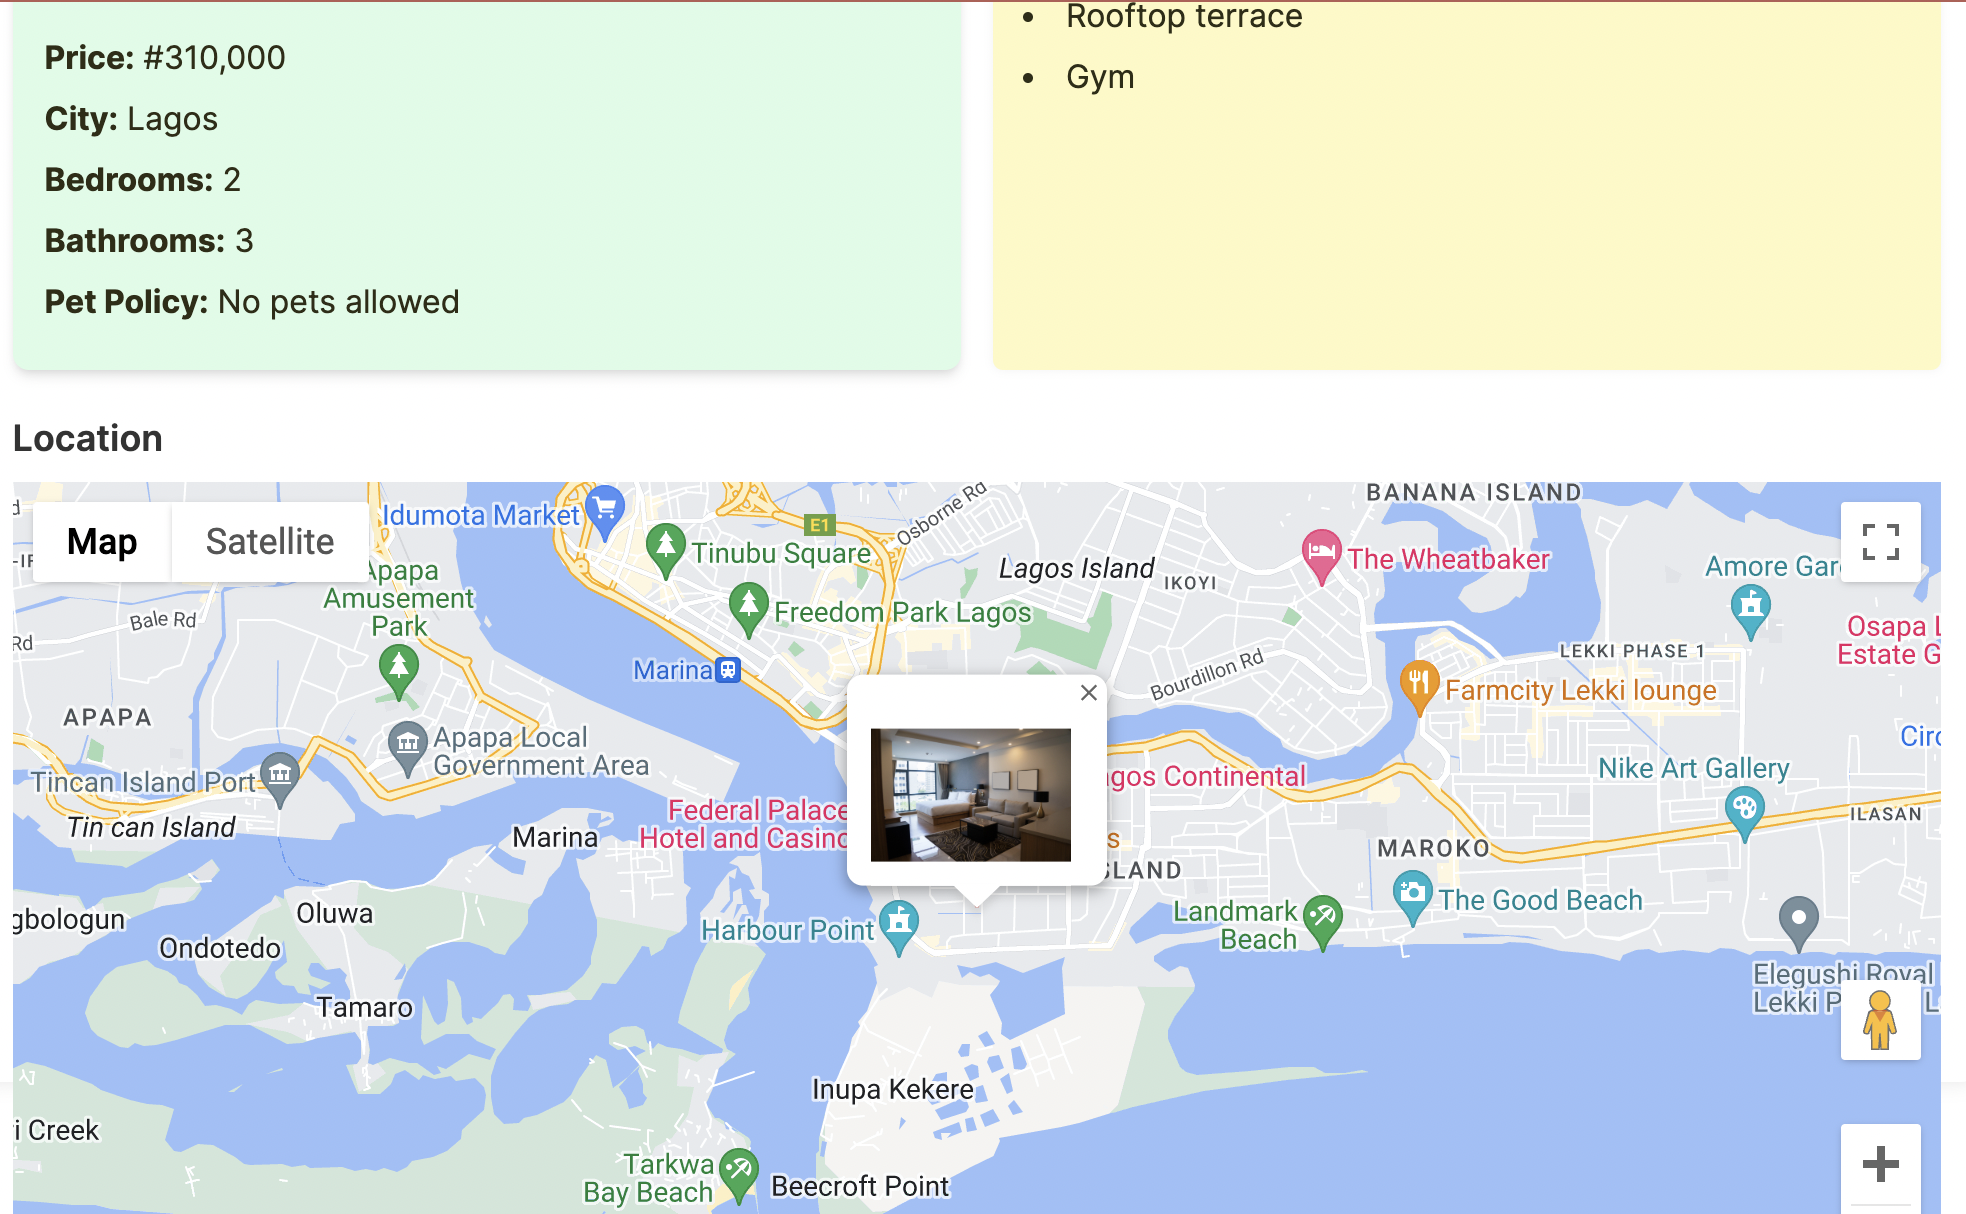 Price: #310,000
City: Lagos
Bedrooms: 2
Bathrooms: 3
Pet Policy: No pets allowed
Rooftop terrace
Gym
Location
Map
Satellite
Idumota Market
E1
Osborne Rd
BANANA ISLAND
Tinubu Square
Lagos Island
IKOYI
The Wheatbaker
Amore Gar
Apapa
Amusement
Park
Bale Rd
Rd
Freedom Park Lagos
Osapa L
Estate G
LEKKI PHASE 1
Marina
Bourdillon Rd
Farmcity Lekki lounge
APAPA
Apapa Local
Government Area
Circ
Tincan Island Port
gos Continental
Nike Art Gallery
Federal Palace
Hotel and Casino
Tin can Island
Marina
s
ILASAN
MAROKO
SLAND
gbologun
Oluwa
Ondotedo
Harbour Point
Landmark
Beach
The Good Beach
Elegushi Royal
Lekki P
L
Tamaro
Inupa Kekere
i Creek
Tarkwa
Bay Beach
Beecroft Point